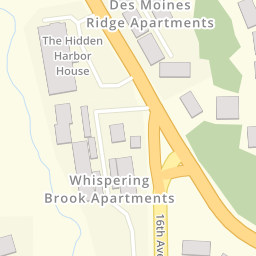 Des Moines
Ridge Apartments
The Hidden
Harbor
House
Whispering
Brook Apartments
16th Ave